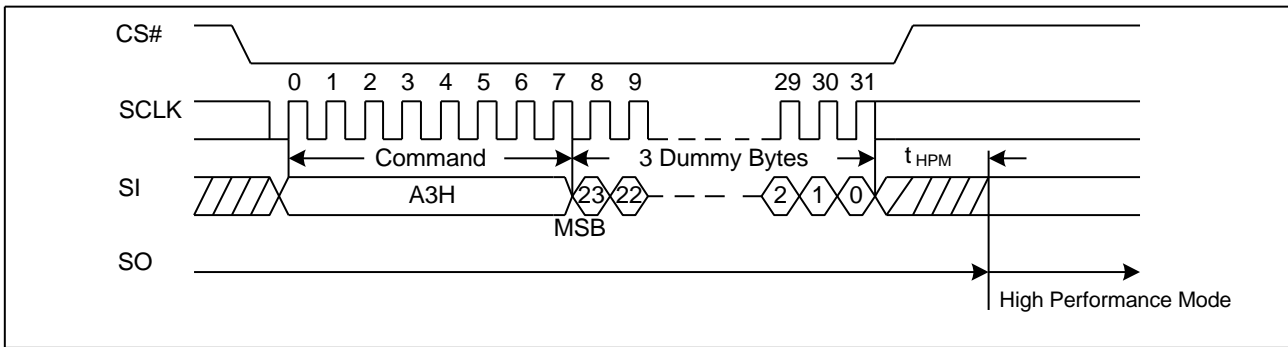 CS#
0 1 2 3 4 5 6 7 8 9 29 30 31
SCLK
Command 3 Dummy Bytes tHPM
SI A3H 23 22 2 1 0
MSB
SO
High Performance Mode